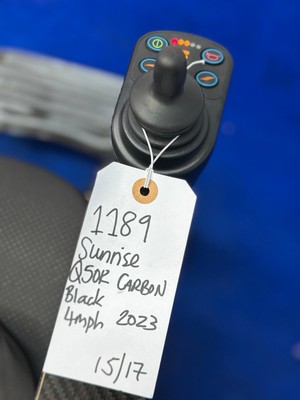 1189
Sunrise
Q50R CARBON
Black
4mph 2023
15/17